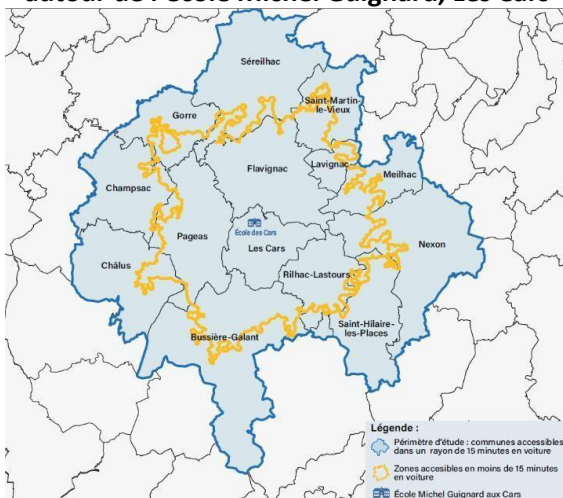 autour de l'école Michel Guignard, Les Cars
Séreilhac
Saint-Martin-
le-Vieux
Gorre
Flavignac
Lavignac
Meilhac
Champsac
École des Cars
Pageas
Les Cars
Nexon
Châlus
Rilhac-Lastours
Saint-Hilaire-
les-Places
Bussière-Galant
Légende :
Périmètre d'étude : communes accessibles
dans un rayon de 15 minutes en voiture
Zones accesibles en moins de 15 minutes
en voiture
École Michel Guignard aux Cars